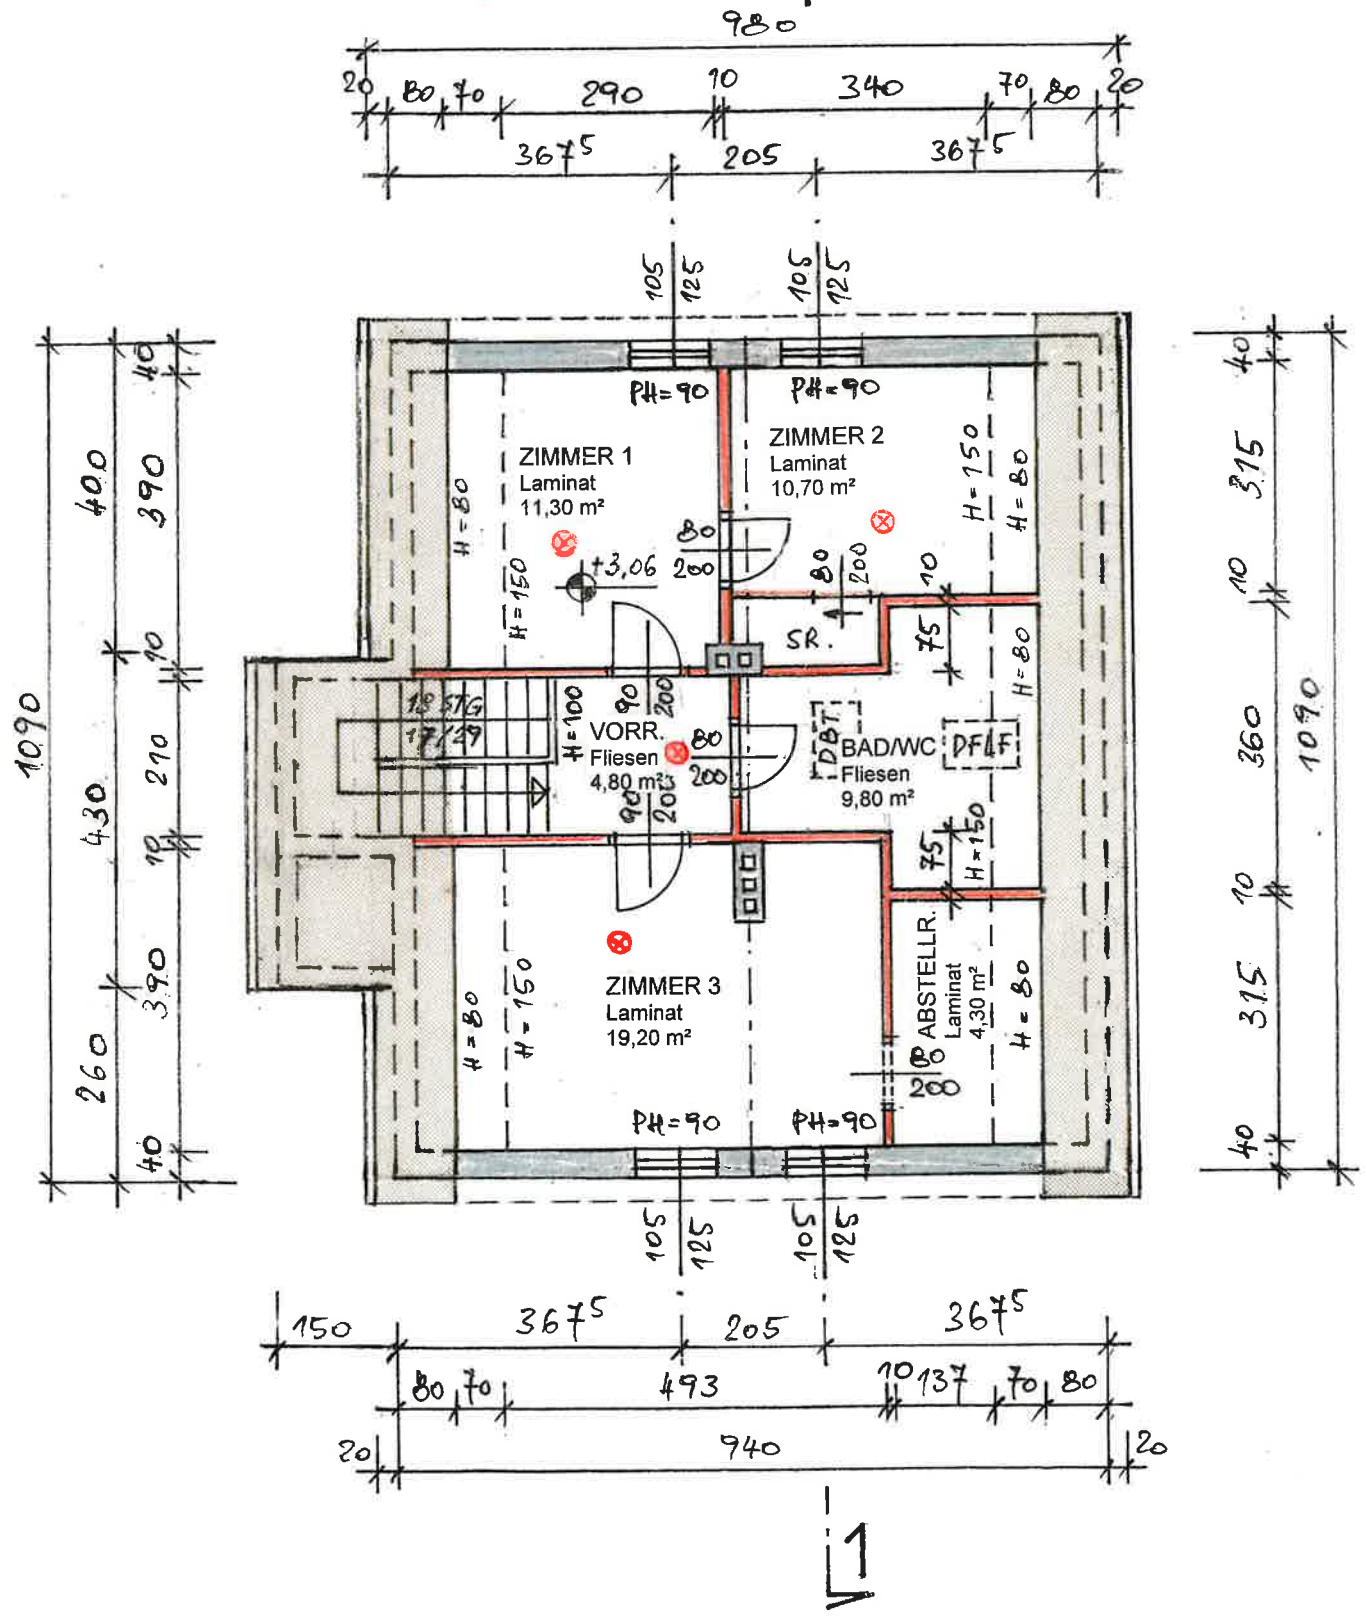 980
20 80 70 290 10 340 70 80 20
367⁵ 205 367⁵
105
125
105
125
PH=90
PH=90
ZIMMER 1
Laminat
11,30 m²
ZIMMER 2
Laminat
10,70 m²
H=80
H=150
H=150
H=80
+3,06
80
200
80
200
10
75
SR.
H=80
18 STG
17/29
H=100
90
200
VORR.
Fliesen
4,80 m²
80
200
90
200
DBT
BAD/WC
Fliesen
9,80 m²
DFLF
75
H=150
ZIMMER 3
Laminat
19,20 m²
H=80
H=150
ABSTELLR.
Laminat
4,30 m²
H=80
80
200
PH=90
PH=90
105
125
105
125
1090
400
430
260
40
390
10
210
10
390
40
40
315
10
360
10
315
40
1090
150 367⁵ 205 367⁵
80 70 493 10 137 70 80
20 940 20
1